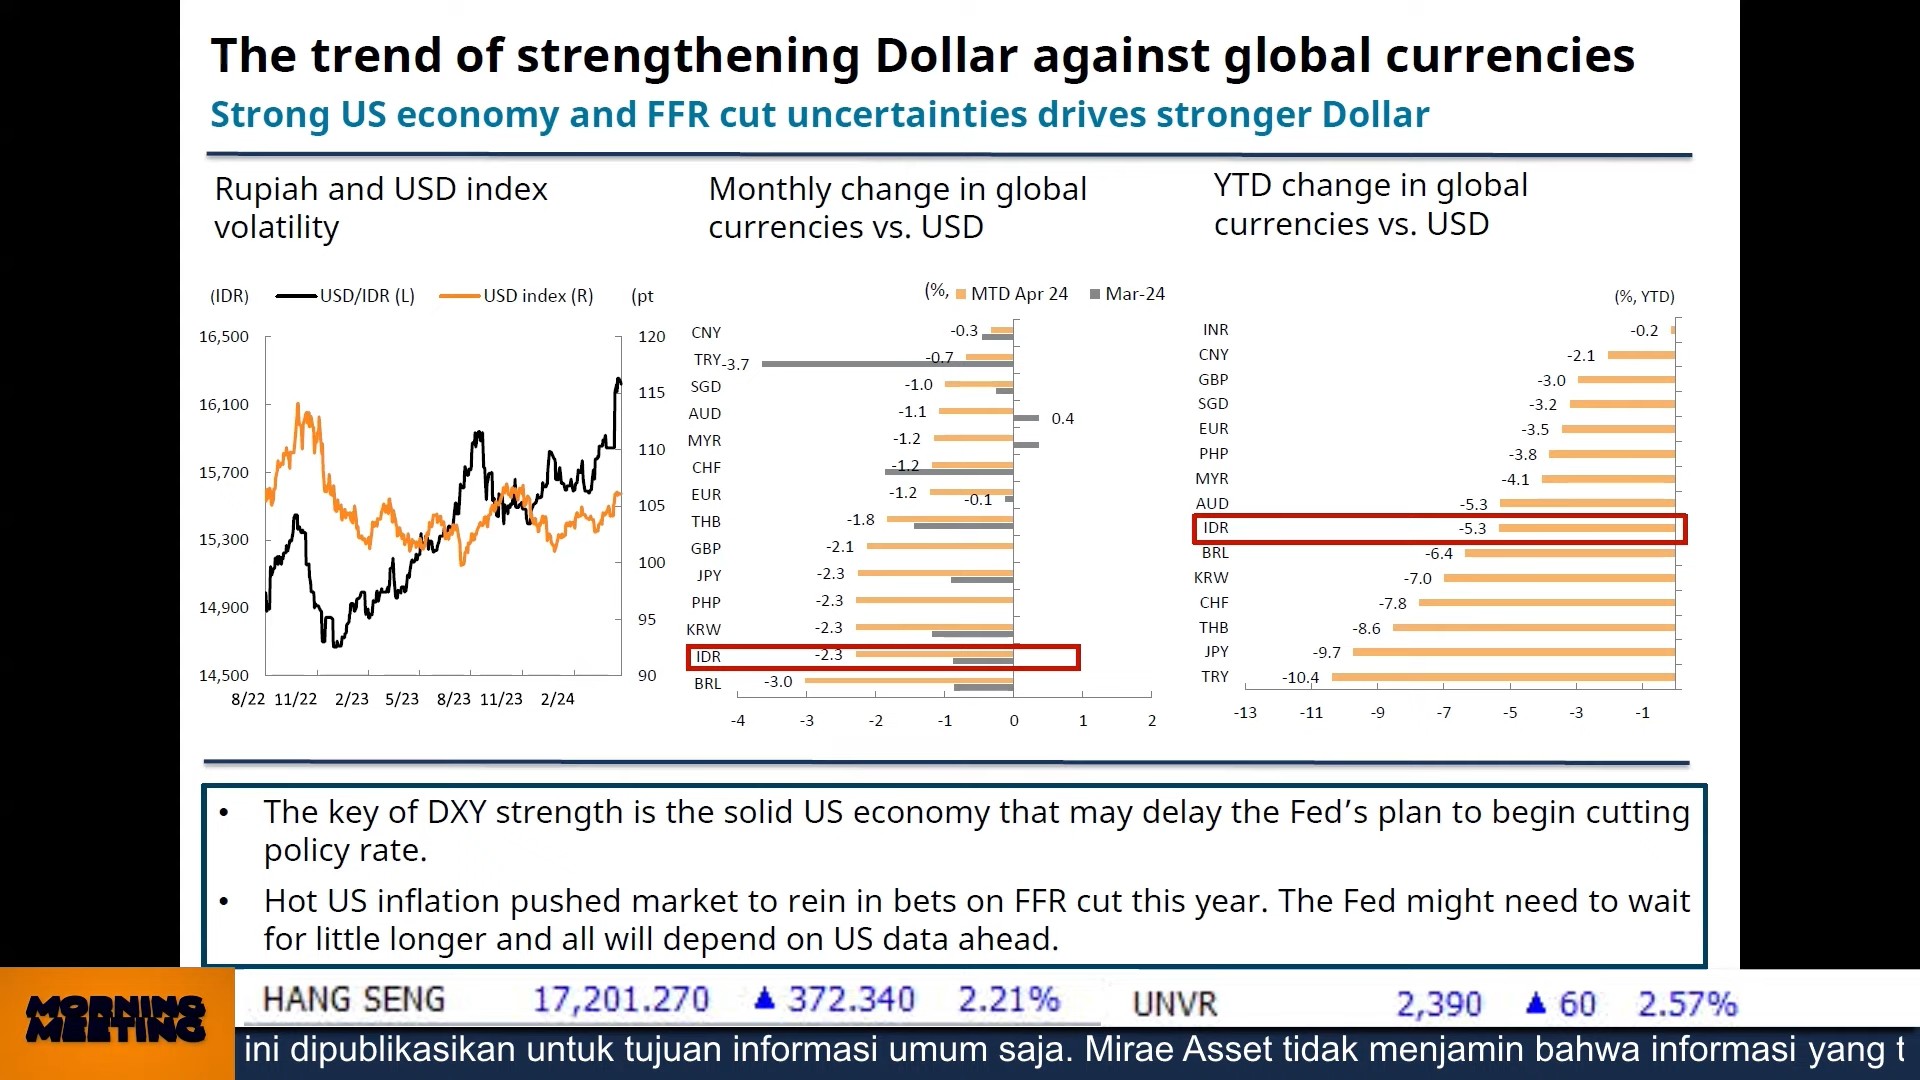 The trend of strengthening Dollar against global currencies
Strong US economy and FFR cut uncertainties drives stronger Dollar
Rupiah and USD index
volatility
(IDR) USD/IDR (L) USD index (R) (pt
16,500 120
115
16,100
110
15,700
105
15,300
100
14,900
95
14,500 90
8/22 11/22 2/23 5/23 8/23 11/23 2/24
Monthly change in global
currencies vs. USD
(%, MTD Apr 24 Mar-24
CNY -0.3
TRY -3.7 -0.7
SGD -1.0
AUD -1.1 0.4
MYR -1.2
CHF -1.2
EUR -1.2 -0.1
THB -1.8
GBP -2.1
JPY -2.3
PHP -2.3
KRW -2.3
IDR -2.3
BRL -3.0
-4 -3 -2 -1 0 1 2
YTD change in global
currencies vs. USD
(%, YTD)
INR -0.2
CNY -2.1
GBP -3.0
SGD -3.2
EUR -3.5
PHP -3.8
MYR -4.1
AUD -5.3
IDR -5.3
BRL -6.4
KRW -7.0
CHF -7.8
THB -8.6
JPY -9.7
TRY -10.4
-13 -11 -9 -7 -5 -3 -1
• The key of DXY strength is the solid US economy that may delay the Fed’s plan to begin cutting
policy rate.
• Hot US inflation pushed market to rein in bets on FFR cut this year. The Fed might need to wait
for little longer and all will depend on US data ahead.
MORNING
MEETING
HANG SENG 17,201.270 ▲ 372.340 2.21% UNVR 2,390 ▲ 60 2.57%
ini dipublikasikan untuk tujuan informasi umum saja. Mirae Asset tidak menjamin bahwa informasi yang t